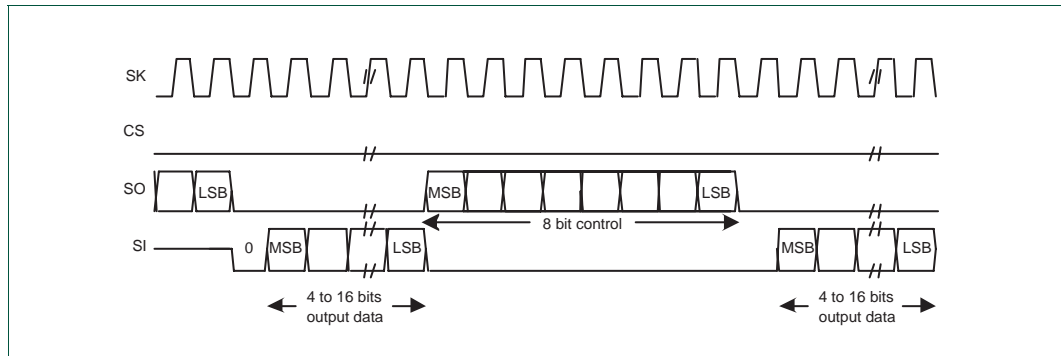 SK
CS
SO
LSB
MSB
LSB
8 bit control
SI
0
MSB
LSB
MSB
LSB
4 to 16 bits
output data
4 to 16 bits
output data